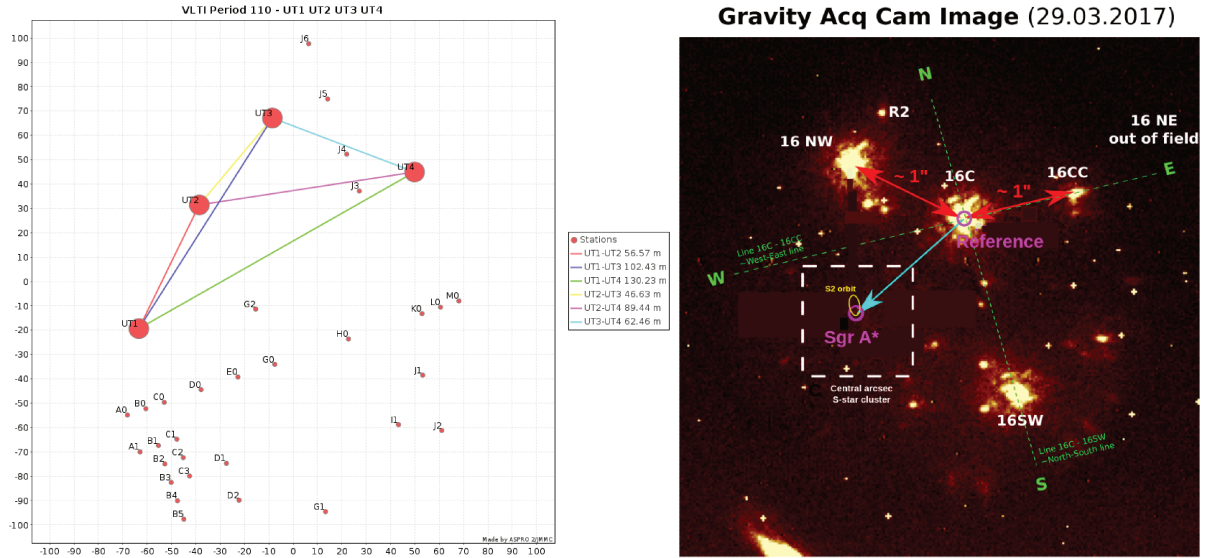 VLTI Period 110 - UT1 UT2 UT3 UT4
100
90
80
70
60
50
40
30
20
10
0
-10
-20
-30
-40
-50
-60
-70
-80
-90
-100
-100 -90 -80 -70 -60 -50 -40 -30 -20 -10 0 10 20 30 40 50 60 70 80 90 100
J6
J5
UT3
J4
UT4
J3
UT2
M0
L0
G2
K0
UT1
H0
G0
J1
E0
D0
C0
B0
A0
I1
J2
C1
B1
A1
C2
B2
D1
C3
B3
B4
D2
G1
B5
Made by ASPRO 2/JMMC
Stations
UT1-UT2 56.57 m
UT1-UT3 102.43 m
UT1-UT4 130.23 m
UT2-UT3 46.63 m
UT2-UT4 89.44 m
UT3-UT4 62.46 m
Gravity Acq Cam Image (29.03.2017)
N
R2
16 NE
out of field
16 NW
16C
16CC
E
~ 1"
~ 1"
Reference
Line 16C - 16CC
~West-East line
W
S2 orbit
Sgr A*
Central arcsec
S-star cluster
16SW
Line 16C - 16SW
~North-South line
S